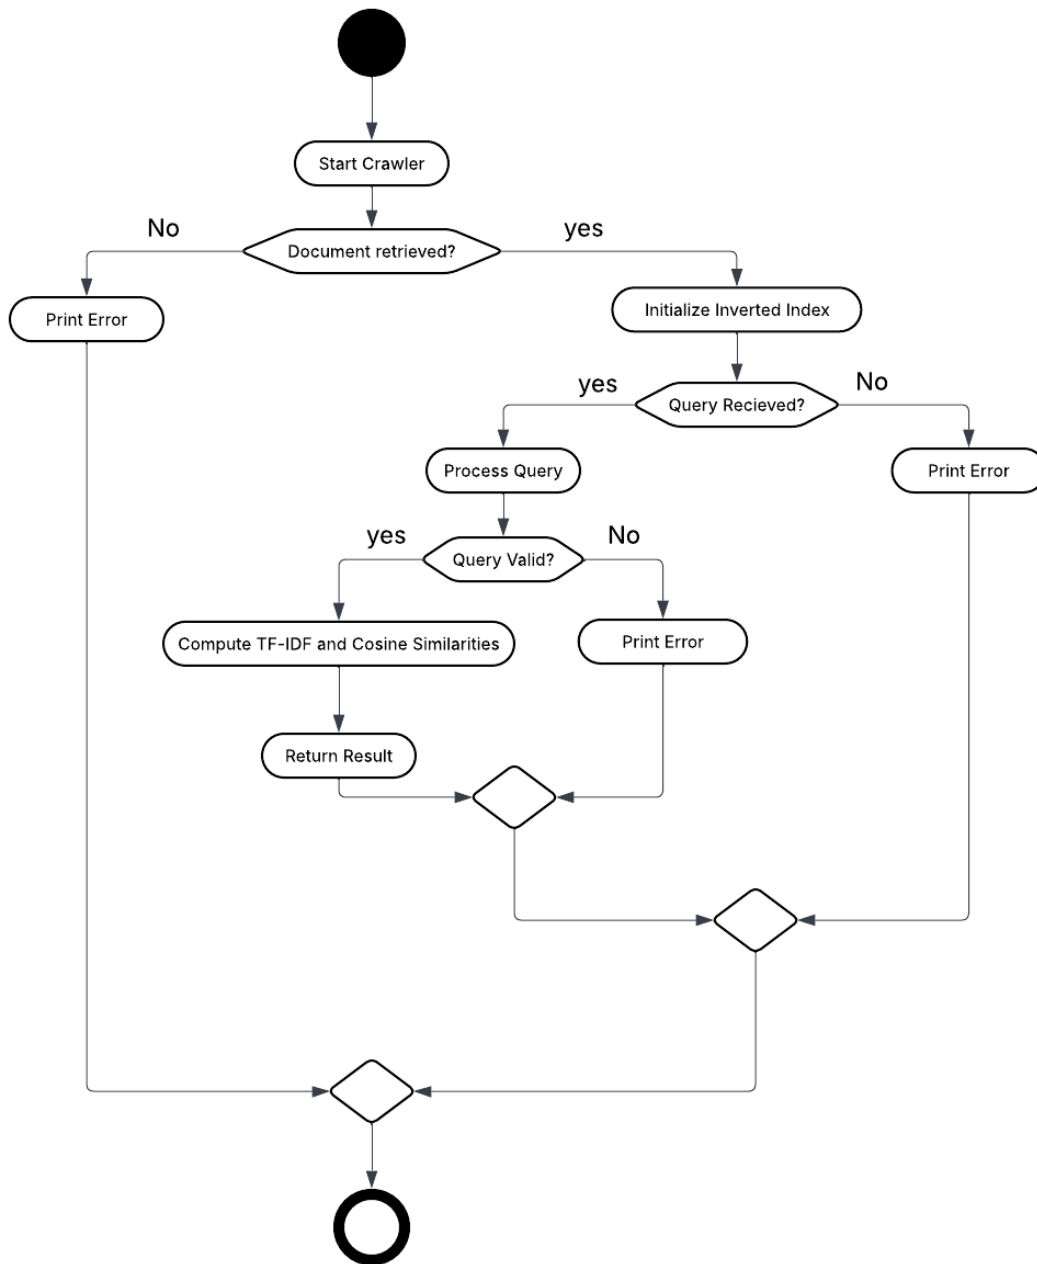 Start Crawler
No
yes
Document retrieved?
Print Error
Initialize Inverted Index
yes
No
Query Recieved?
Process Query
Print Error
yes
No
Query Valid?
Compute TF-IDF and Cosine Similarities
Print Error
Return Result